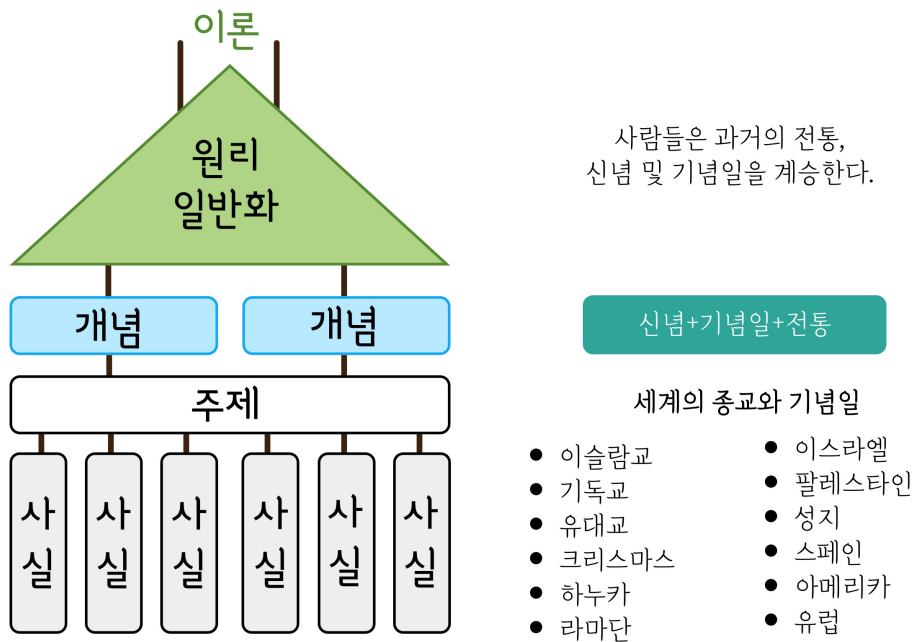 이론
원리
일반화
개념
개념
주제
사실
사실
사실
사실
사실
사실
사람들은 과거의 전통,
신념 및 기념일을 계승한다.
신념+기념일+전통
세계의 종교와 기념일
이슬람교
기독교
유대교
크리스마스
하누카
라마단
이스라엘
팔레스타인
성지
스페인
아메리카
유럽